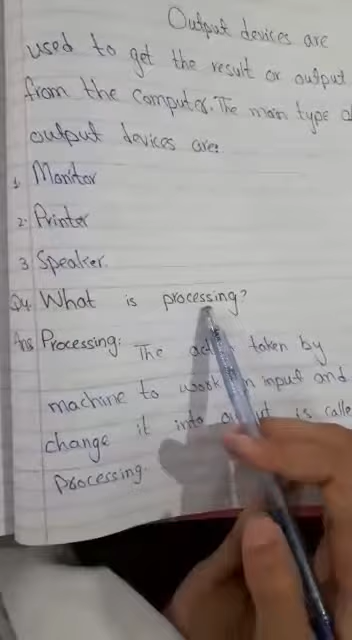 Output devices are
used to get the result or output
from the computer. The main type
output devices are:
1. Monitor
2. Printer
3. Speaker.
Q4 What is processing?
Ans Processing: The taken by
machine to work input and
change it into is
processing.